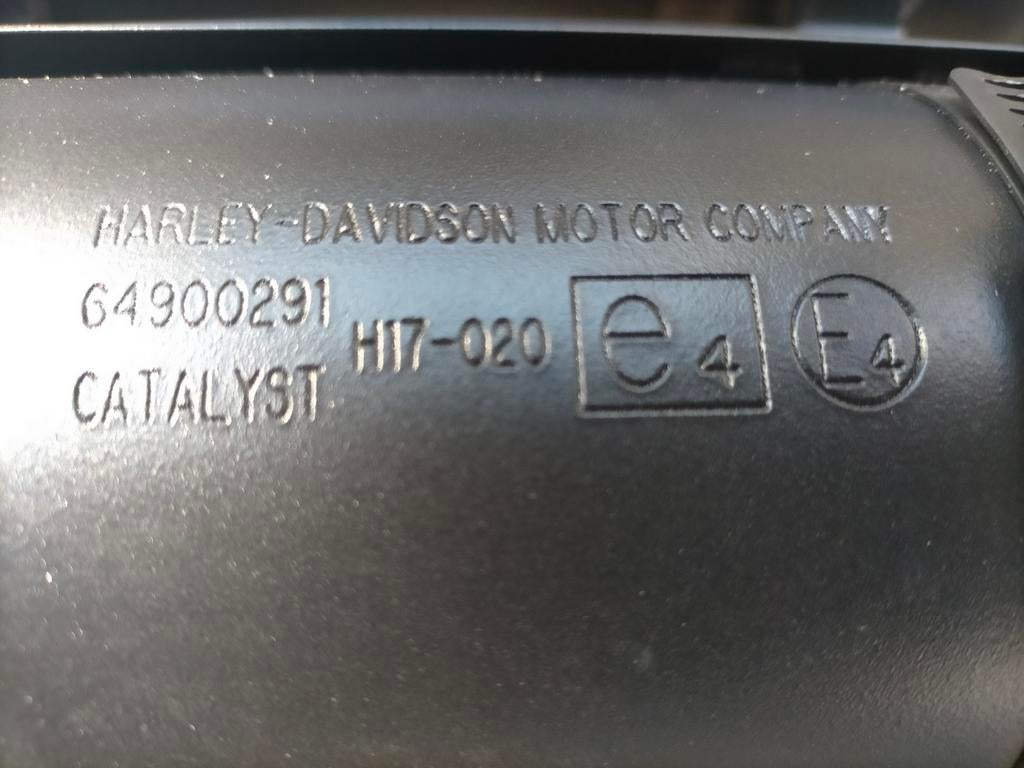 HARLEY-DAVIDSON MOTOR COMPANY
64900291
H17-020
e4
E4
CATALYST